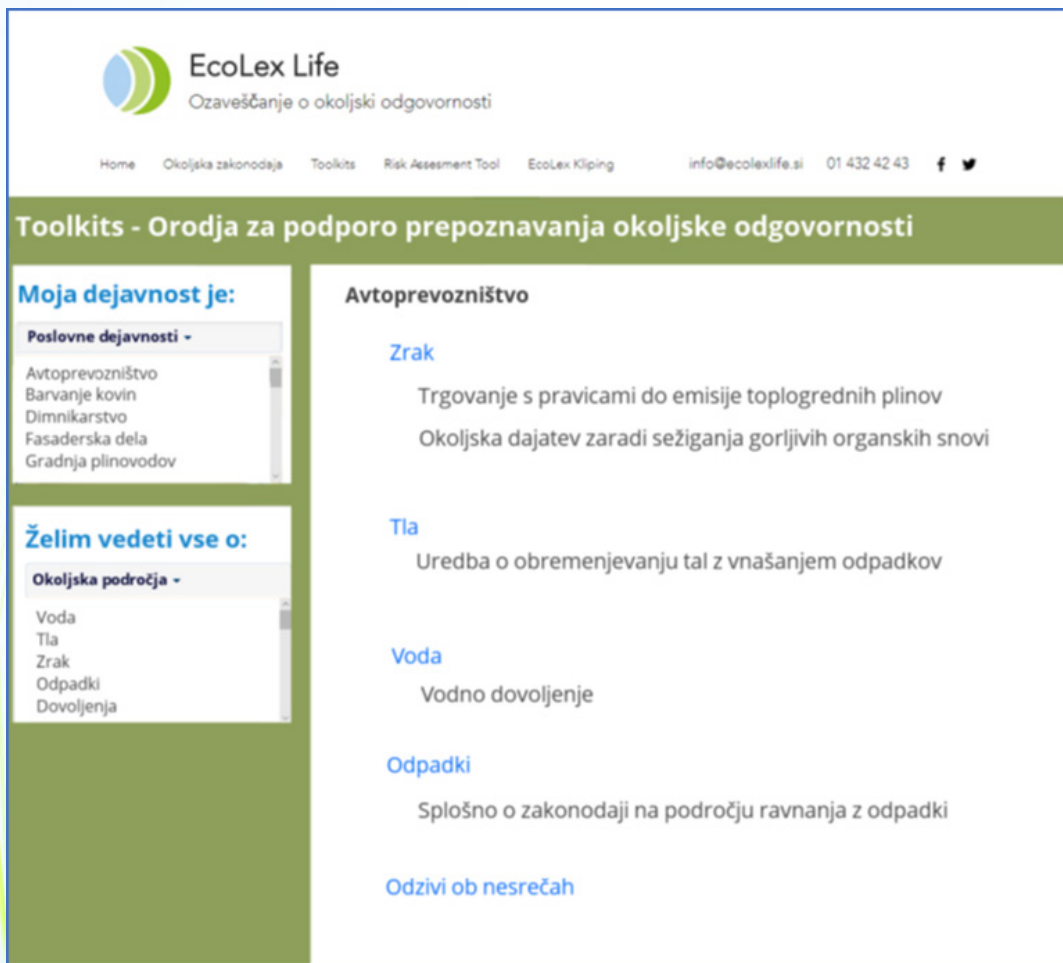 EcoLex Life
Ozaveščanje o okoljski odgovornosti
Home Okoljska zakonodaja Toolkits Risk Assesment Tool EcoLex Kliping info@ecolexlife.si 01 432 42 43
Toolkits - Orodja za podporo prepoznavanja okoljske odgovornosti
Moja dejavnost je:
Poslovne dejavnosti
Avtoprevozništvo
Barvanje kovin
Dimnikarstvo
Fasaderska dela
Gradnja plinovodov
Želim vedeti vse o:
Okoljska področja
Voda
Tla
Zrak
Odpadki
Dovoljenja
Avtoprevozništvo
Zrak
Trgovanje s pravicami do emisije toplogrednih plinov
Okoljska dajatev zaradi sežiganja gorljivih organskih snovi
Tla
Uredba o obremenjevanju tal z vnašanjem odpadkov
Voda
Vodno dovoljenje
Odpadki
Splošno o zakonodaji na področju ravnanja z odpadki
Odzivi ob nesrečah